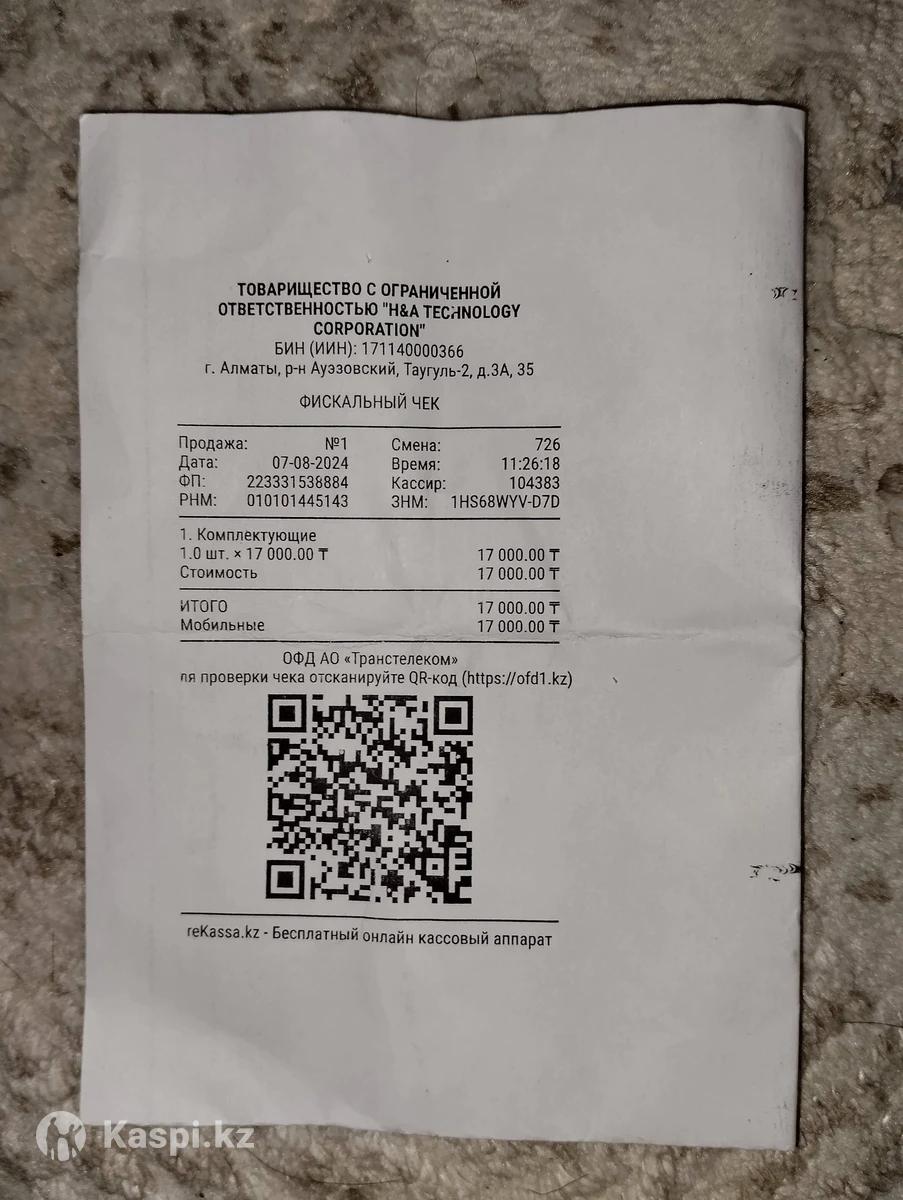 ТОВАРИЩЕСТВО С ОГРАНИЧЕННОЙ
ОТВЕТСТВЕННОСТЬЮ "H&A TECHNOLOGY
CORPORATION"
БИН (ИИН): 171140000366
г. Алматы, р-н Ауэзовский, Таугуль-2, д.3А, 35
ФИСКАЛЬНЫЙ ЧЕК
Продажа: №1 Смена: 726
Дата: 07-08-2024 Время: 11:26:18
ФП: 223331538884 Кассир: 104383
РНМ: 010101445143 ЗНМ: 1HS68WYV-D7D
1. Комплектующие
1.0 шт. × 17 000.00 ₸ 17 000.00 ₸
Стоимость 17 000.00 ₸
ИТОГО 17 000.00 ₸
Мобильные 17 000.00 ₸
ОФД АО «Транстелеком»
ля проверки чека отсканируйте QR-код (https://ofd1.kz)
reKassa.kz - Бесплатный онлайн кассовый аппарат
Kaspi.kz